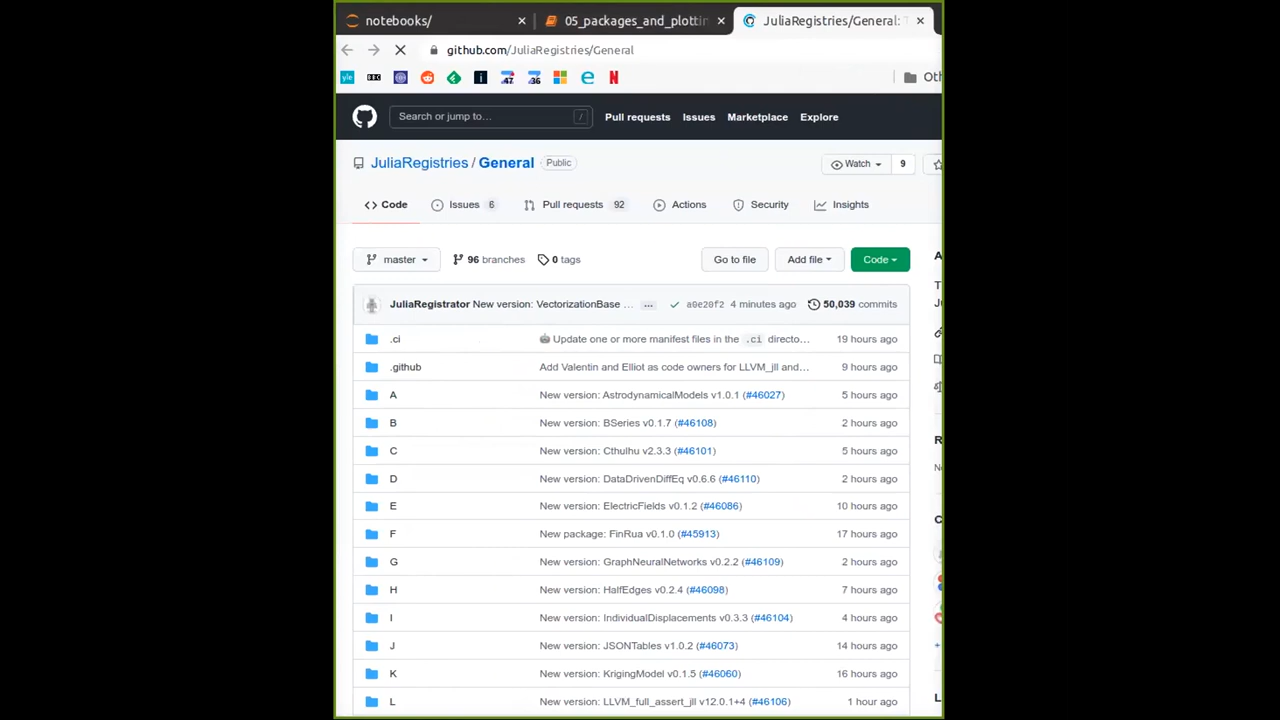 notebooks/
05_packages_and_plottin
JuliaRegistries/General:
github.com/JuliaRegistries/General
yle
BBC
47
36
N
Oth
Search or jump to…
/
Pull requests
Issues
Marketplace
Explore
JuliaRegistries / General
Public
Watch
9
Code
Issues 6
Pull requests 92
Actions
Security
Insights
master
96 branches
0 tags
Go to file
Add file
Code
JuliaRegistrator New version: VectorizationBase … ... a0e20f2 4 minutes ago 50,039 commits
.ci Update one or more manifest files in the .ci directo… 19 hours ago
.github Add Valentin and Elliot as code owners for LLVM_jll and… 9 hours ago
A New version: AstrodynamicalModels v1.0.1 (#46027) 5 hours ago
B New version: BSeries v0.1.7 (#46108) 2 hours ago
C New version: Cthulhu v2.3.3 (#46101) 5 hours ago
D New version: DataDrivenDiffEq v0.6.6 (#46110) 2 hours ago
E New version: ElectricFields v0.1.2 (#46086) 10 hours ago
F New package: FinRua v0.1.0 (#45913) 17 hours ago
G New version: GraphNeuralNetworks v0.2.2 (#46109) 2 hours ago
H New version: HalfEdges v0.2.4 (#46098) 7 hours ago
I New version: IndividualDisplacements v0.3.3 (#46104) 4 hours ago
J New version: JSONTables v1.0.2 (#46073) 14 hours ago
K New version: KrigingModel v0.1.5 (#46060) 16 hours ago
L New version: LLVM_full_assert_jll v12.0.1+4 (#46106) 1 hour ago